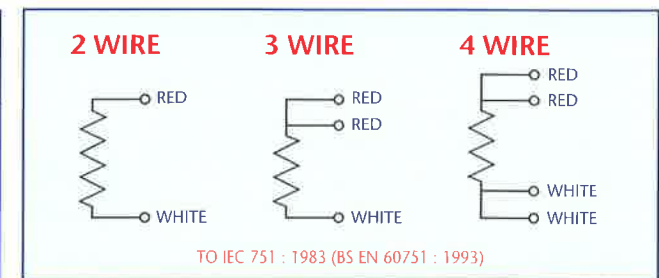 2 WIRE 3 WIRE 4 WIRE
RED RED RED
RED RED
WHITE
WHITE WHITE WHITE
TO IEC 751 : 1983 (BS EN 60751 : 1993)